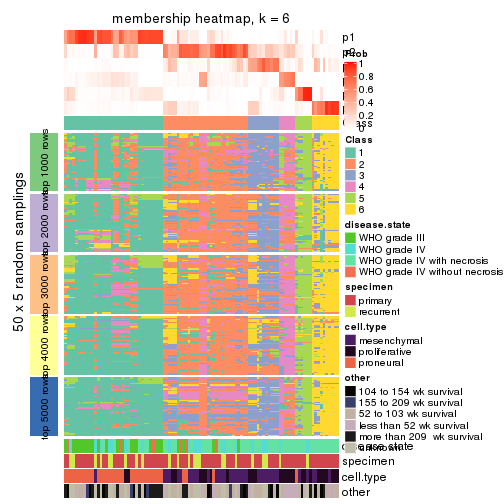 membership heatmap, k = 6
p1
p2
Prob
1
0.8
0.6
0.4
0.2
0
Class
Class
1
2
3
4
5
6
disease.state
WHO grade III
WHO grade IV
WHO grade IV with necrosis
WHO grade IV without necrosis
specimen
primary
recurrent
cell.type
mesenchymal
proliferative
proneural
other
104 to 154 wk survival
155 to 209 wk survival
52 to 103 wk survival
less than 52 wk survival
more than 209 wk survival
unknown
disease.state
specimen
cell.type
other
50 x 5 random samplings
top 1000 rows
top 2000 rows
top 3000 rows
top 4000 rows
top 5000 rows